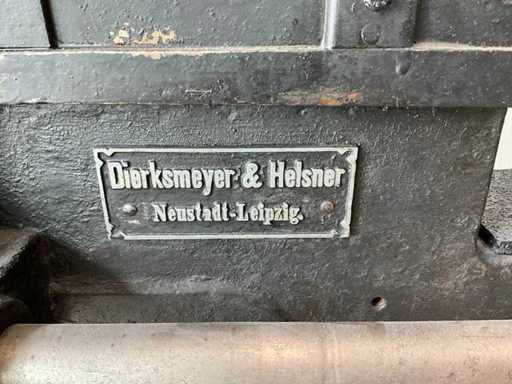 Dierksmeyer & Helsner
Neustadt-Leipzig.